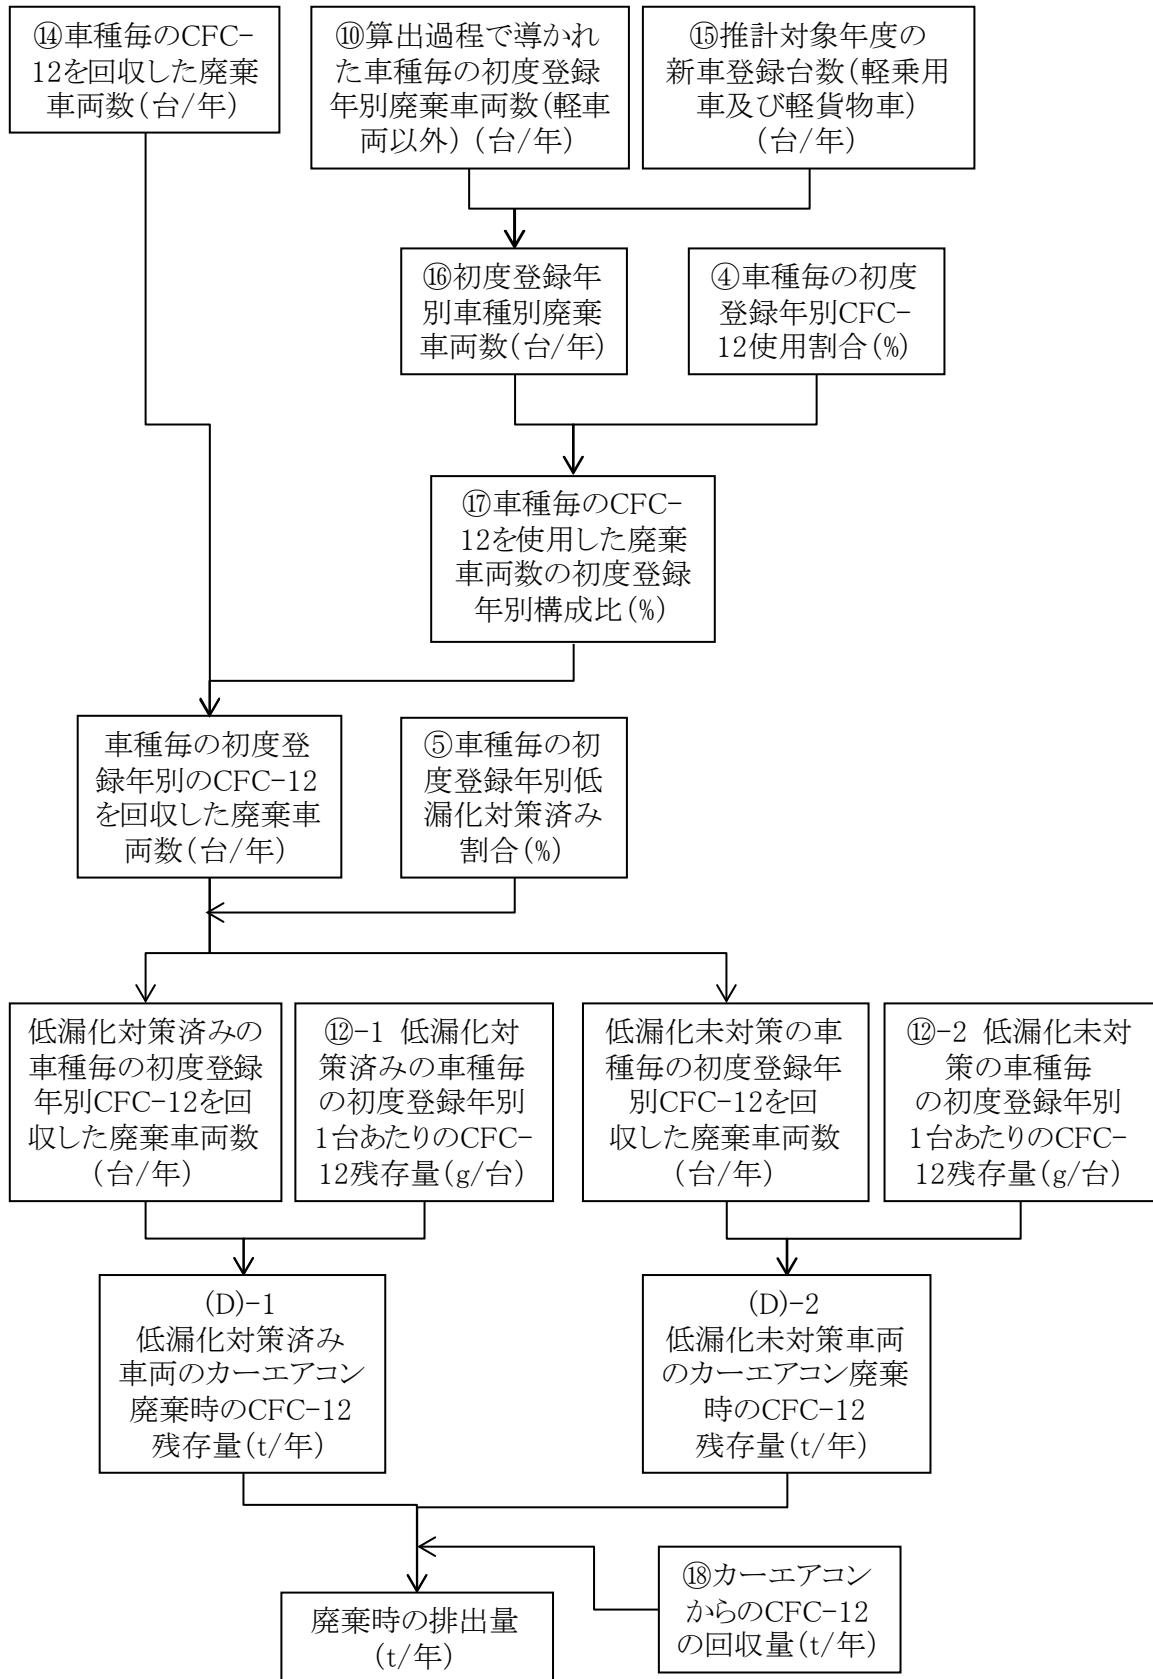 ⑭車種毎のCFC-
12を回収した廃棄
車両数(台/年)
⑩算出過程で導かれ
た車種毎の初度登録
年別廃棄車両数(軽車
両以外) (台/年)
⑮推計対象年度の
新車登録台数(軽乗用
車及び軽貨物車)
(台/年)
⑯初度登録年
別車種別廃棄
車両数(台/年)
④車種毎の初度
登録年別CFC-
12使用割合(%)
⑰車種毎のCFC-
12を使用した廃棄
車両数の初度登録
年別構成比(%)
車種毎の初度登
録年別のCFC-12
を回収した廃棄車
両数(台/年)
⑤車種毎の初
度登録年別低
漏化対策済み
割合(%)
低漏化対策済みの
車種毎の初度登録
年別CFC-12を回
収した廃棄車両数
(台/年)
⑫-1 低漏化対
策済みの車種毎
の初度登録年別
1台あたりのCFC-
12残存量(g/台)
低漏化未対策の車
種毎の初度登録年
別CFC-12を回
収した廃棄車両数
(台/年)
⑫-2 低漏化未対
策の車種毎
の初度登録年別
1台あたりのCFC-
12残存量(g/台)
(D)-1
低漏化対策済み
車両のカーエアコン
廃棄時のCFC-12
残存量(t/年)
(D)-2
低漏化未対策車両
のカーエアコン廃棄
時のCFC-12
残存量(t/年)
⑱カーエアコン
からのCFC-12
の回収量(t/年)
廃棄時の排出量
(t/年)